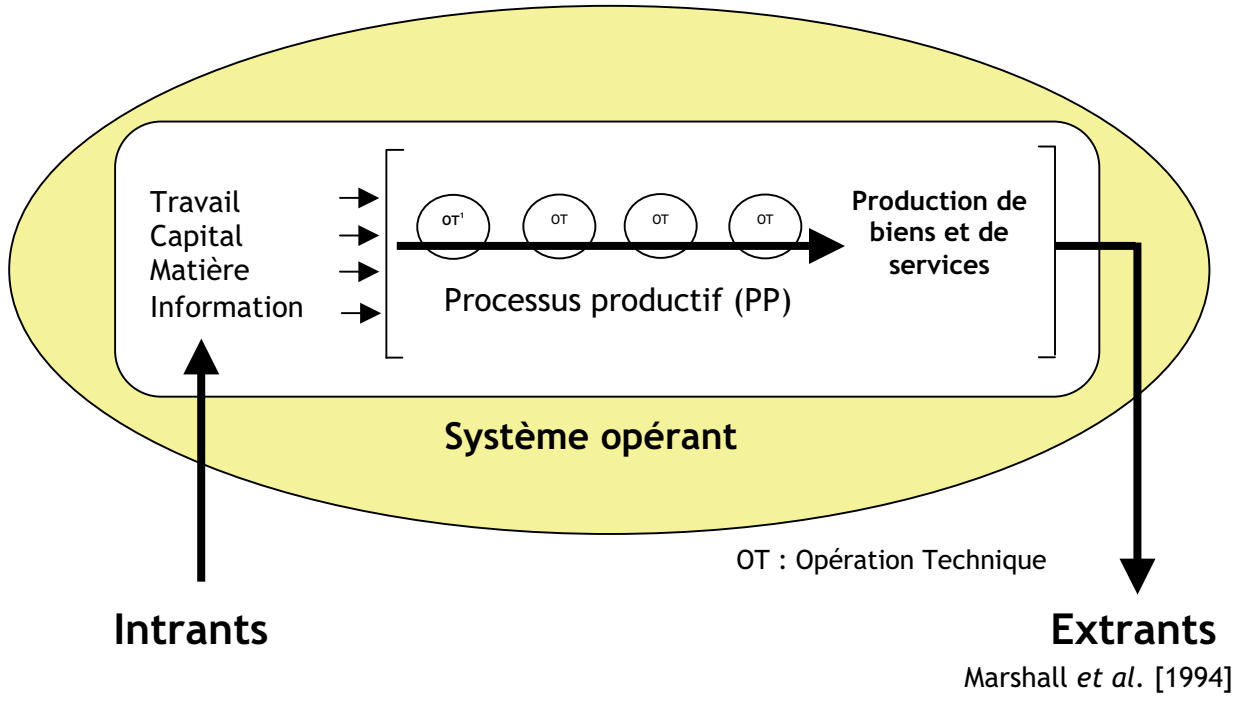 Travail
Capital
Matière
Information
OT¹
OT
OT
OT
Processus productif (PP)
Production de
biens et de
services
Système opérant
OT : Opération Technique
Intrants
Extrants
Marshall et al. [1994]